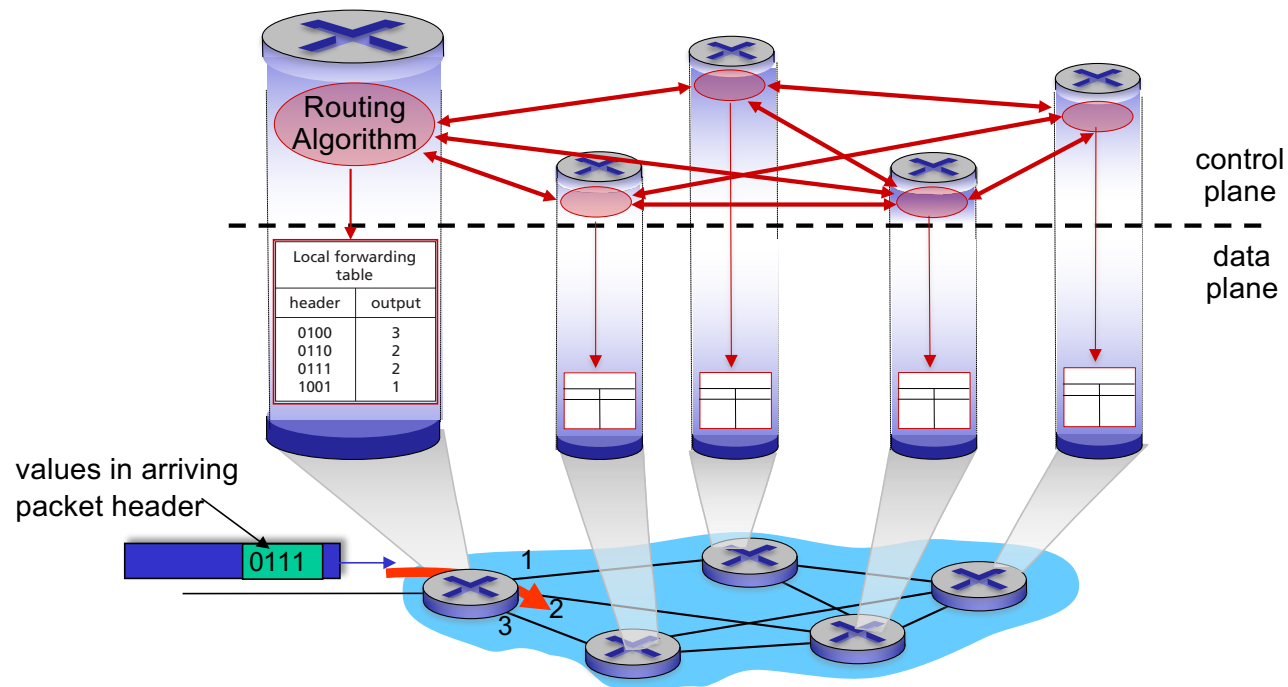 Routing
Algorithm
control
plane
data
plane
Local forwarding
table
header output
0100 3
0110 2
0111 2
1001 1
values in arriving
packet header
0111
1
2
3